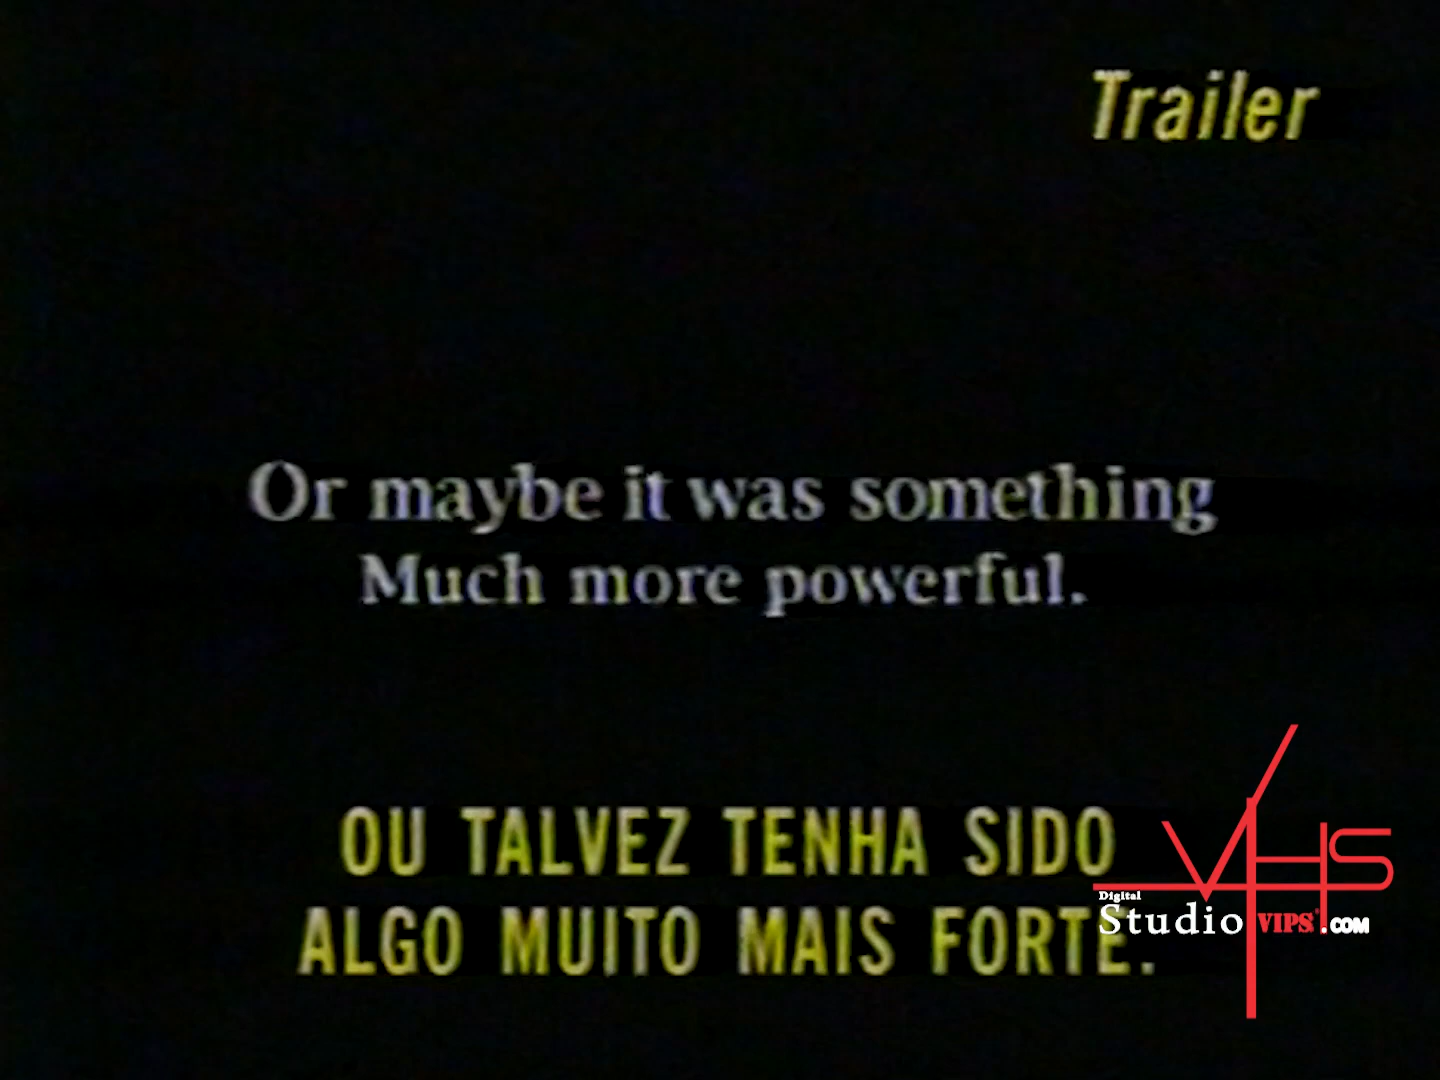 Trailer
Or maybe it was something
Much more powerful.
OU TALVEZ TENHA SIDO
ALGO MUITO MAIS FORTE.
VHS
Digital
Studio VIPS®.COM